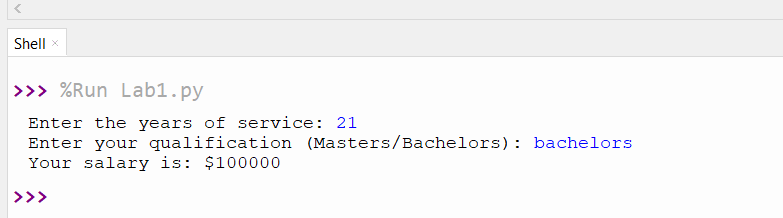 Shell
>>> %Run Lab1.py
Enter the years of service: 21
Enter your qualification (Masters/Bachelors): bachelors
Your salary is: $100000
>>>